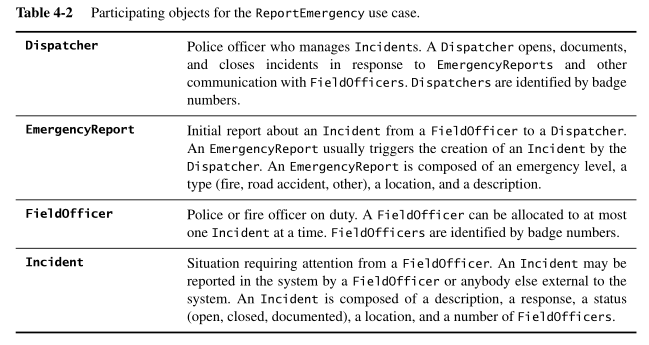 Table 4-2 Participating objects for the ReportEmergency use case.
Dispatcher
Police officer who manages Incidents. A Dispatcher opens, documents,
and closes incidents in response to EmergencyReports and other
communication with FieldOfficers. Dispatchers are identified by badge
numbers.
EmergencyReport
Initial report about an Incident from a FieldOfficer to a Dispatcher.
An EmergencyReport usually triggers the creation of an Incident by the
Dispatcher. An EmergencyReport is composed of an emergency level, a
type (fire, road accident, other), a location, and a description.
FieldOfficer
Police or fire officer on duty. A FieldOfficer can be allocated to at most
one Incident at a time. FieldOfficers are identified by badge numbers.
Incident
Situation requiring attention from a FieldOfficer. An Incident may be
reported in the system by a FieldOfficer or anybody else external to the
system. An Incident is composed of a description, a response, a status
(open, closed, documented), a location, and a number of FieldOfficers.